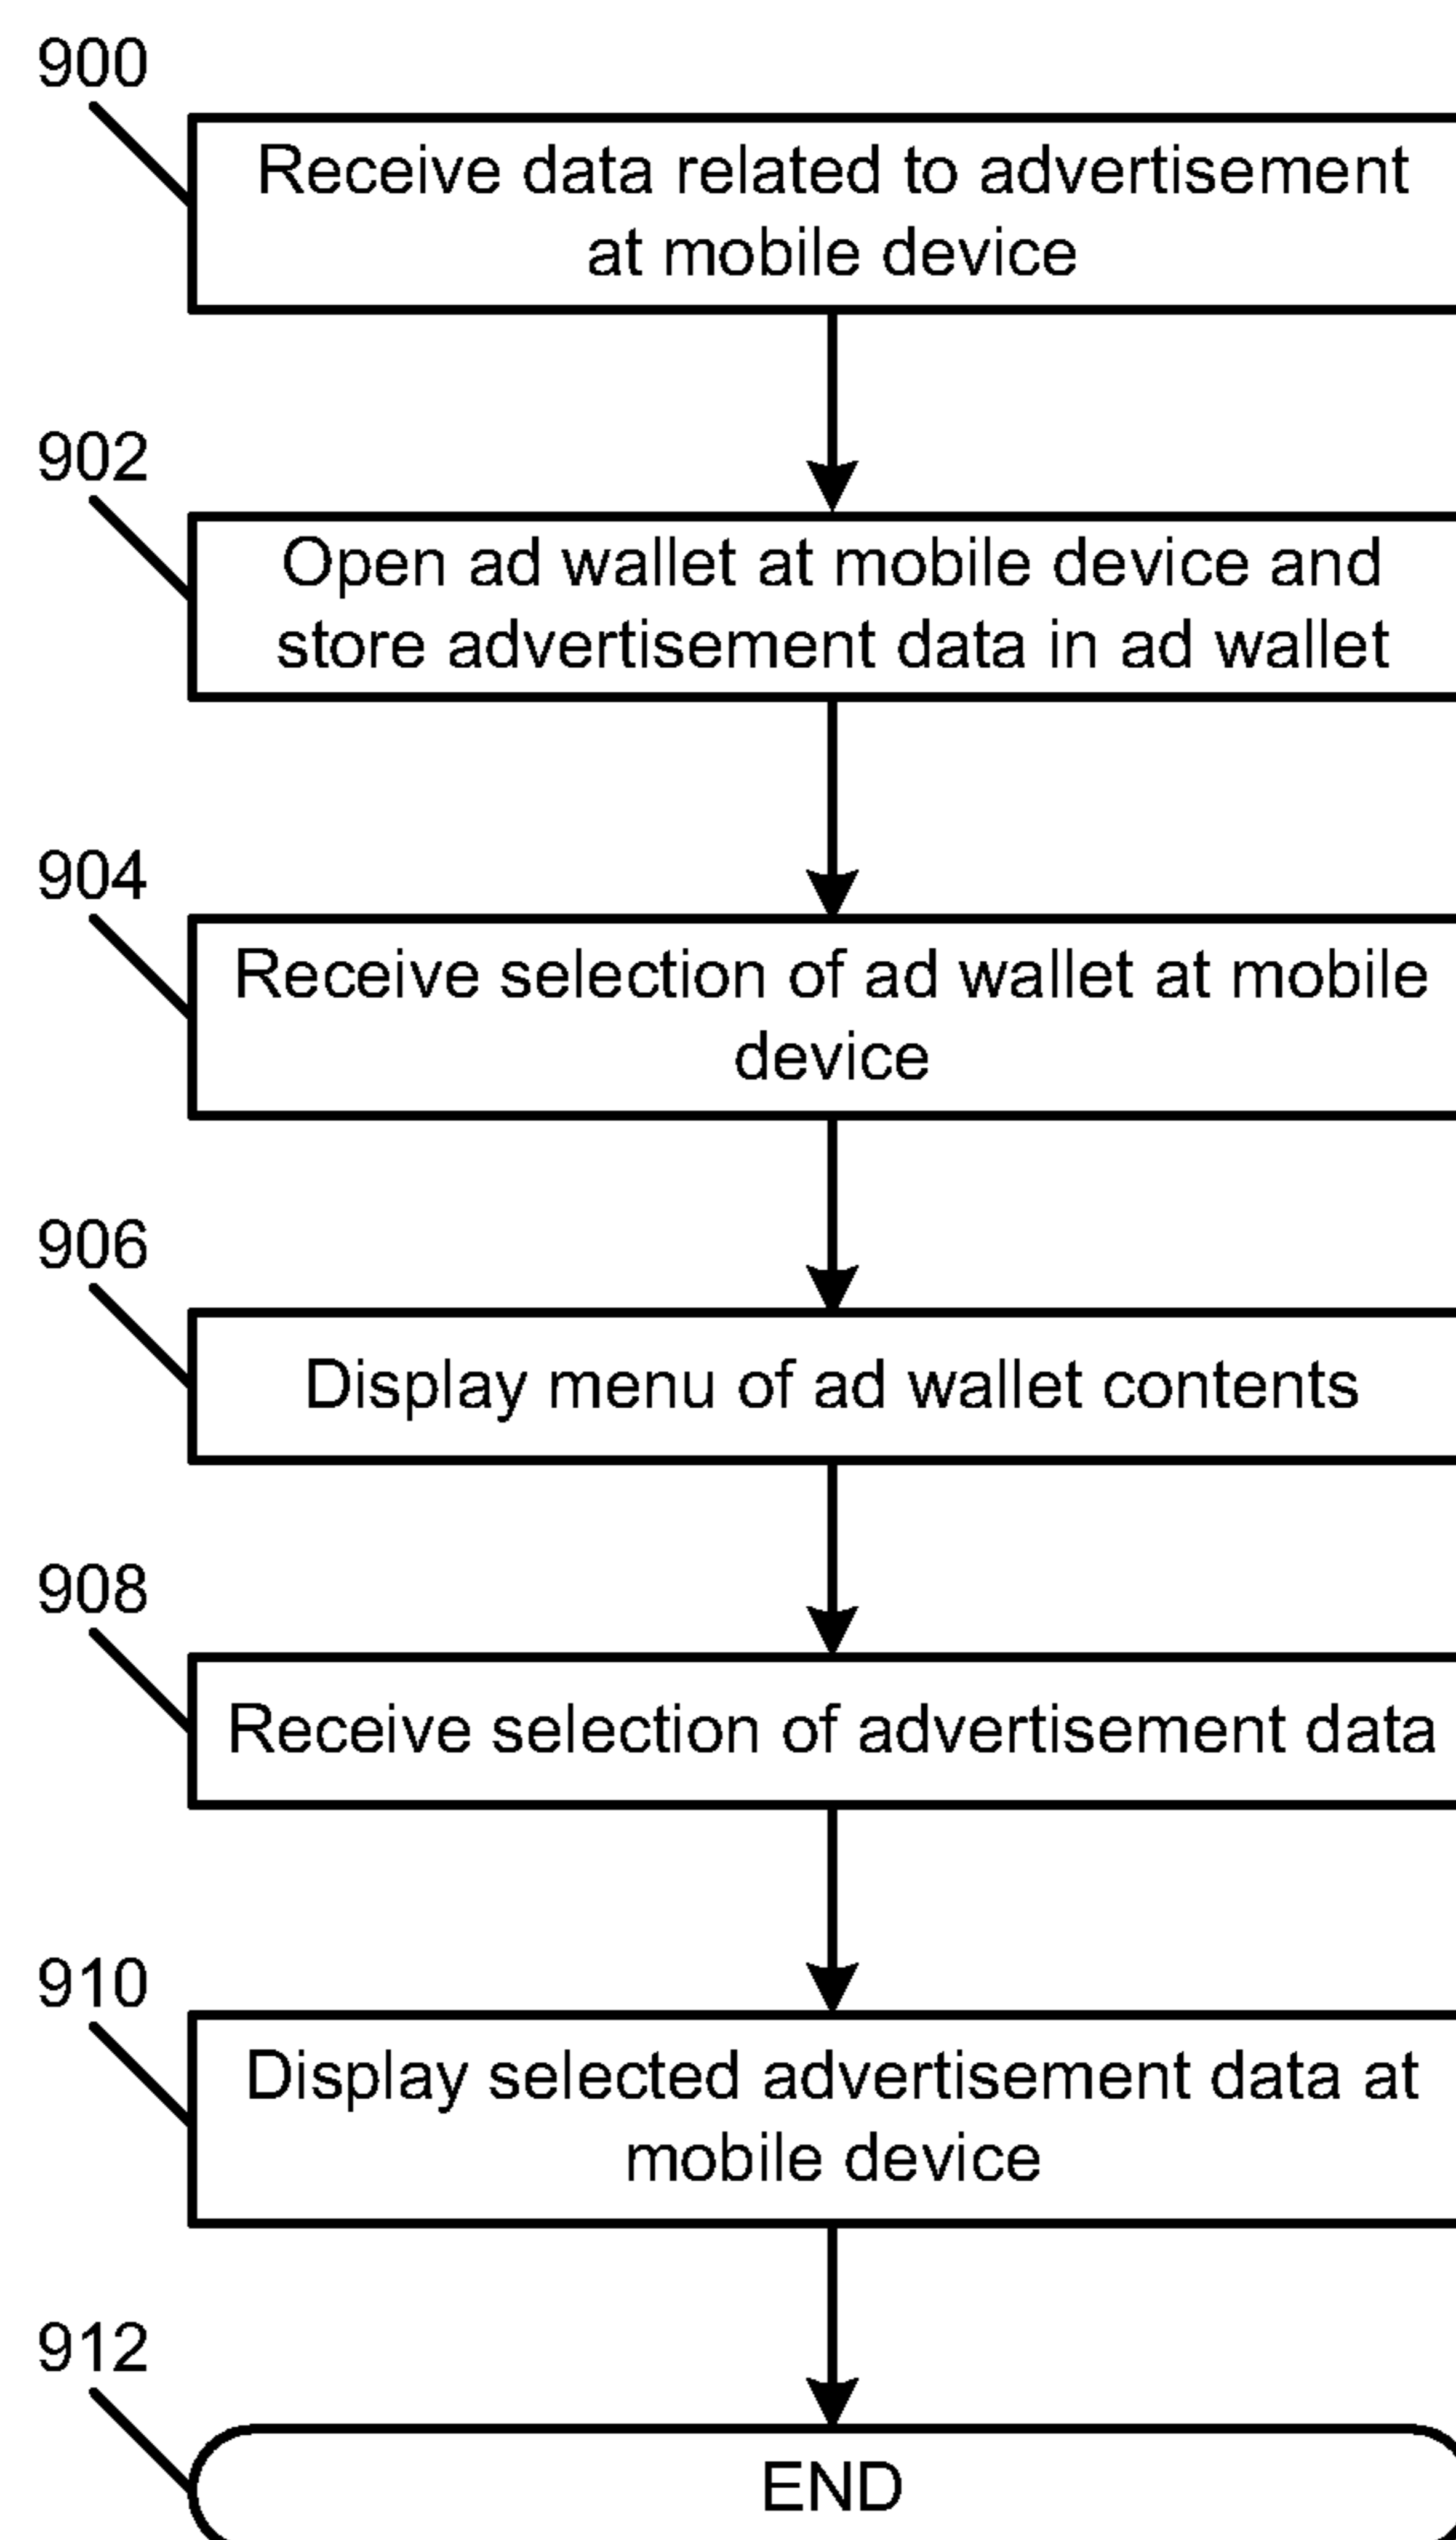 900
Receive data related to advertisement
at mobile device
902
Open ad wallet at mobile device and
store advertisement data in ad wallet
904
Receive selection of ad wallet at mobile
device
906
Display menu of ad wallet contents
908
Receive selection of advertisement data
910
Display selected advertisement data at
mobile device
912
END